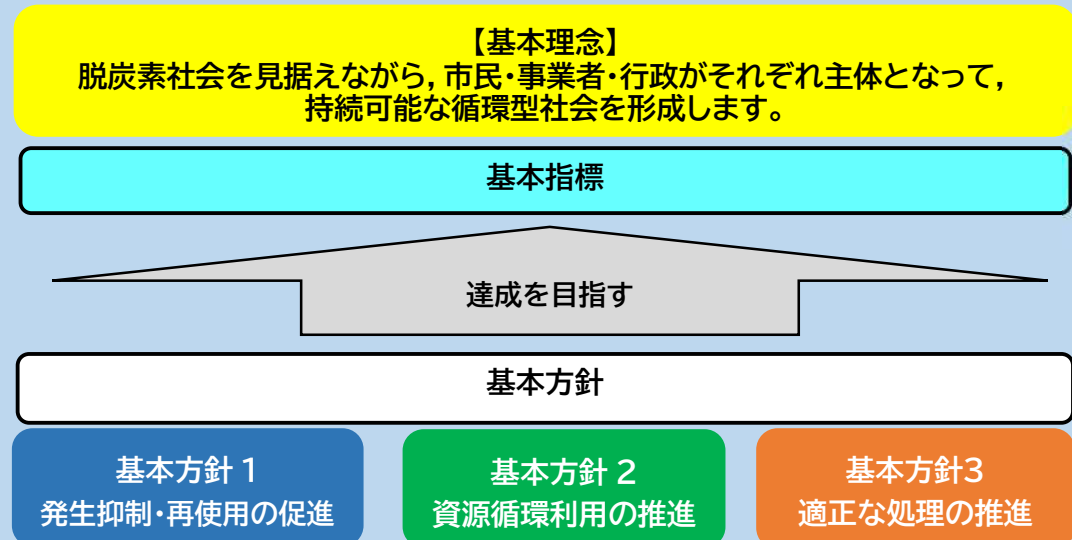 【基本理念】
脱炭素社会を見据えながら，市民・事業者・行政がそれぞれ主体となって，
持続可能な循環型社会を形成します。
基本指標
達成を目指す
基本方針
基本方針１
発生抑制・再使用の促進
基本方針２
資源循環利用の推進
基本方針3
適正な処理の推進